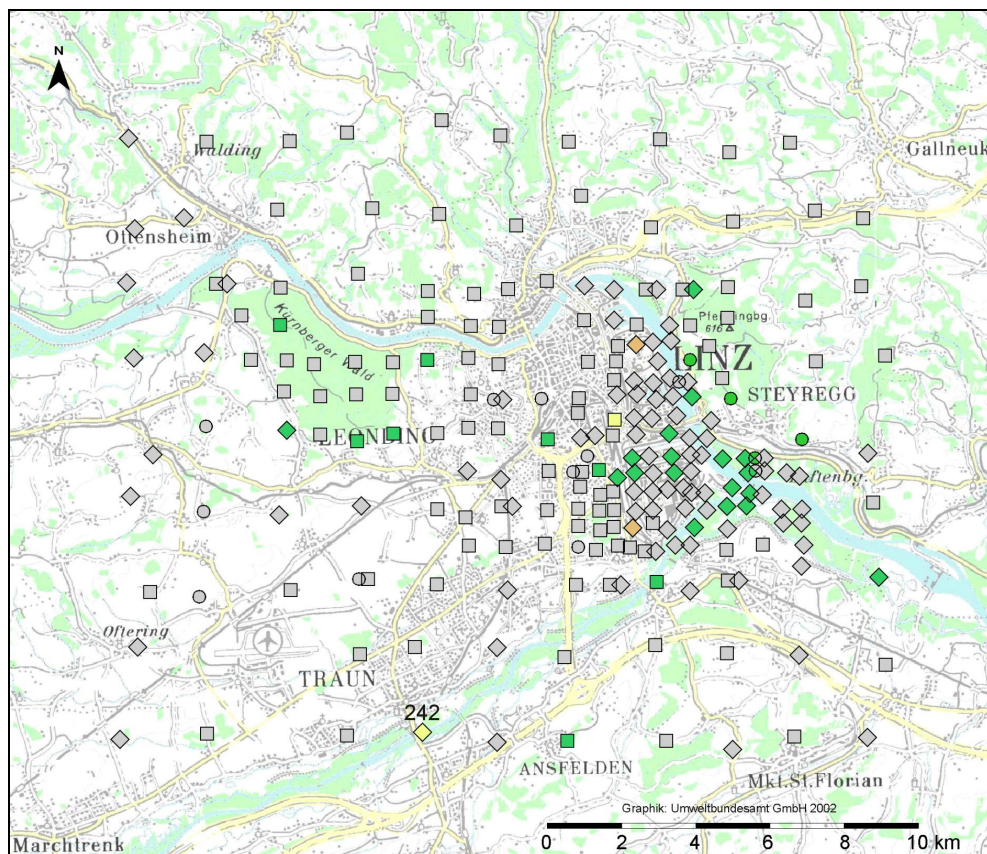 N
Walding
Gallneuk
Ottensheim
Pfenningbg
616
Kürnberger Wald
LINZ
STEYREGG
LEONDING
Oftering
TRAUN
242
ANSFELDEN
Mkt.St.Florian
Graphik: Umweltbundesamt GmbH 2002
Marchtrenk
0 2 4 6 8 10 km